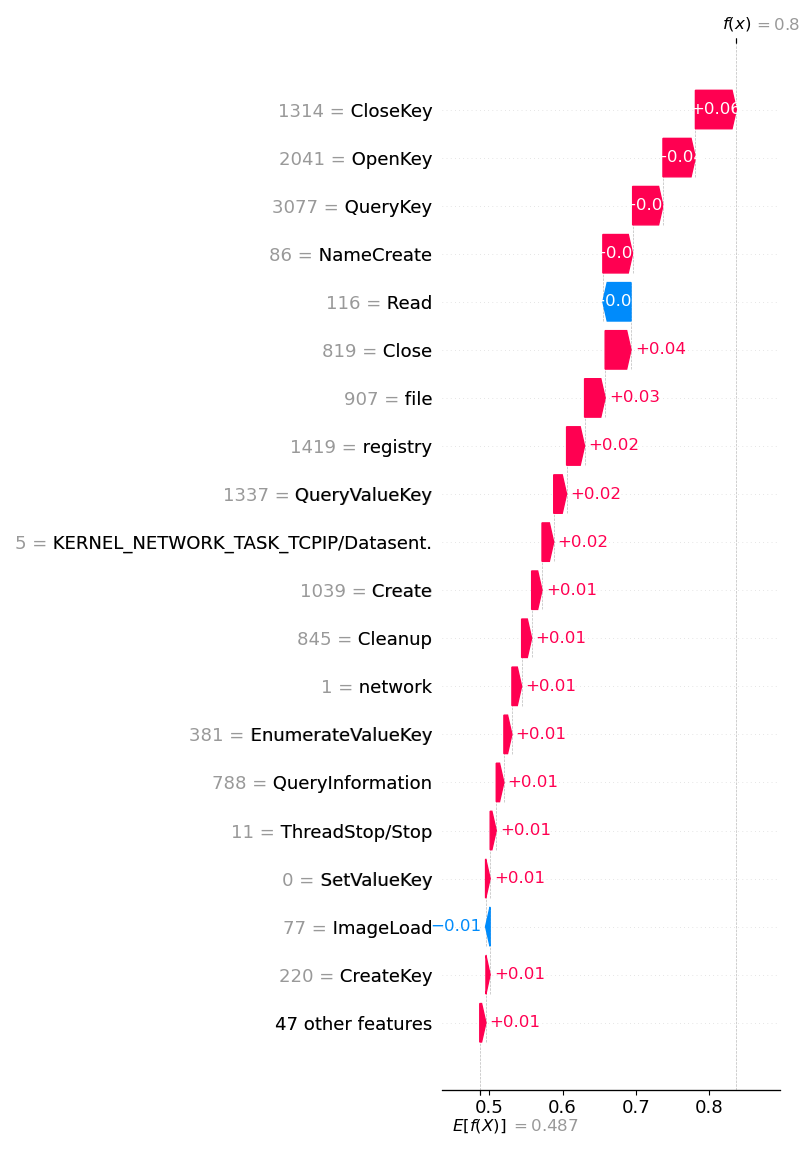 f(x) = 0.8
1314 = CloseKey +0.06
2041 = OpenKey
3077 = QueryKey
86 = NameCreate
116 = Read
819 = Close +0.04
907 = file +0.03
1419 = registry +0.02
1337 = QueryValueKey +0.02
5 = KERNEL_NETWORK_TASK_TCPIP/Datasent. +0.02
1039 = Create +0.01
845 = Cleanup +0.01
1 = network +0.01
381 = EnumerateValueKey +0.01
788 = QueryInformation +0.01
11 = ThreadStop/Stop +0.01
0 = SetValueKey +0.01
77 = ImageLoad −0.01
220 = CreateKey +0.01
47 other features +0.01
0.5 0.6 0.7 0.8
E[f(X)] = 0.487